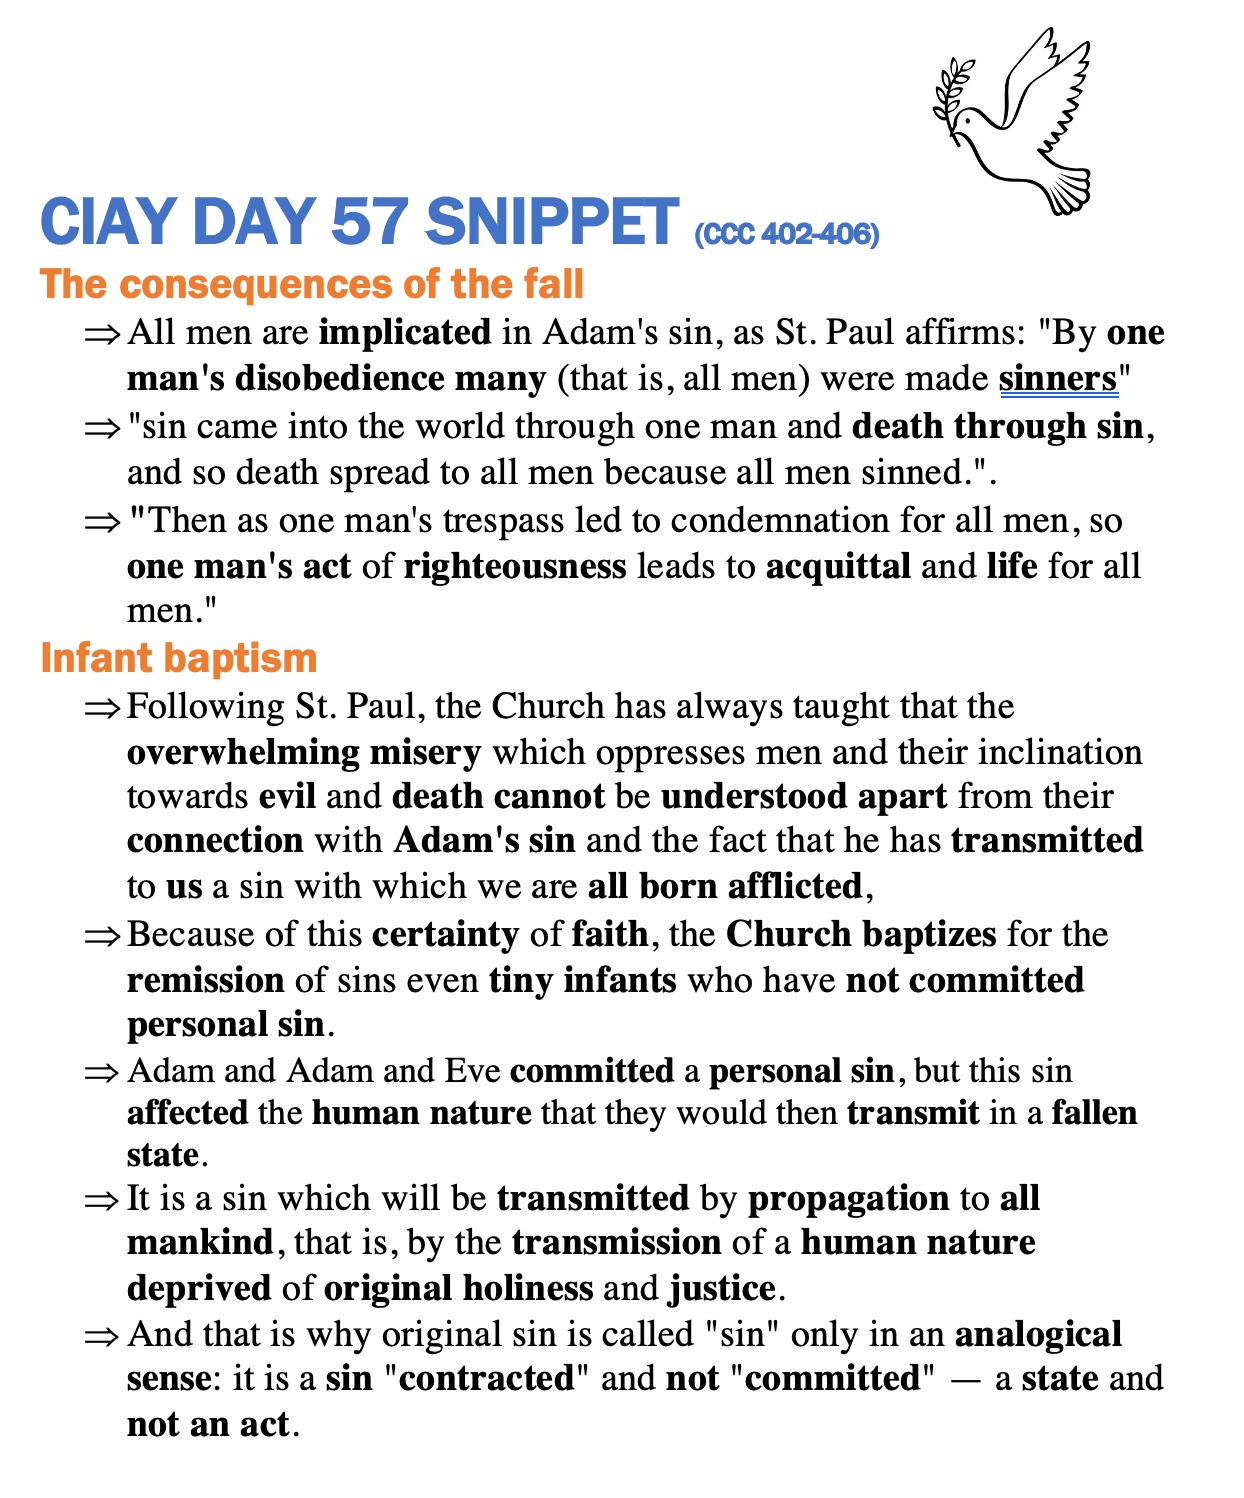 CIAY DAY 57 SNIPPET (CCC 402-406)
The consequences of the fall
⇒ All men are implicated in Adam's sin, as St. Paul affirms: "By one
man's disobedience many (that is, all men) were made sinners"
⇒ "sin came into the world through one man and death through sin,
and so death spread to all men because all men sinned.".
⇒ "Then as one man's trespass led to condemnation for all men, so
one man's act of righteousness leads to acquittal and life for all
men."
Infant baptism
⇒ Following St. Paul, the Church has always taught that the
overwhelming misery which oppresses men and their inclination
towards evil and death cannot be understood apart from their
connection with Adam's sin and the fact that he has transmitted
to us a sin with which we are all born afflicted,
⇒ Because of this certainty of faith, the Church baptizes for the
remission of sins even tiny infants who have not committed
personal sin.
⇒ Adam and Adam and Eve committed a personal sin, but this sin
affected the human nature that they would then transmit in a fallen
state.
⇒ It is a sin which will be transmitted by propagation to all
mankind, that is, by the transmission of a human nature
deprived of original holiness and justice.
⇒ And that is why original sin is called "sin" only in an analogical
sense: it is a sin "contracted" and not "committed" — a state and
not an act.